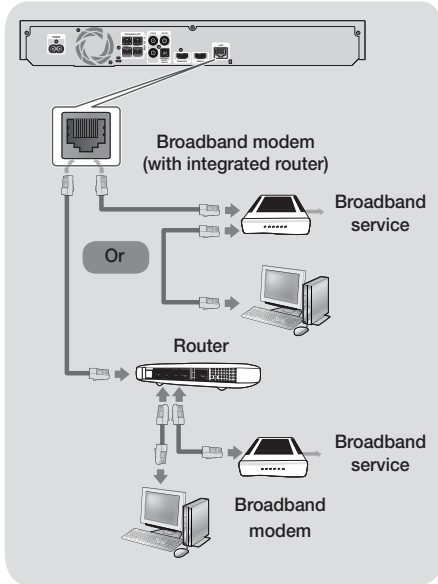 Broadband modem
(with integrated router)
Broadband
service
Or
Router
Broadband
service
Broadband
modem